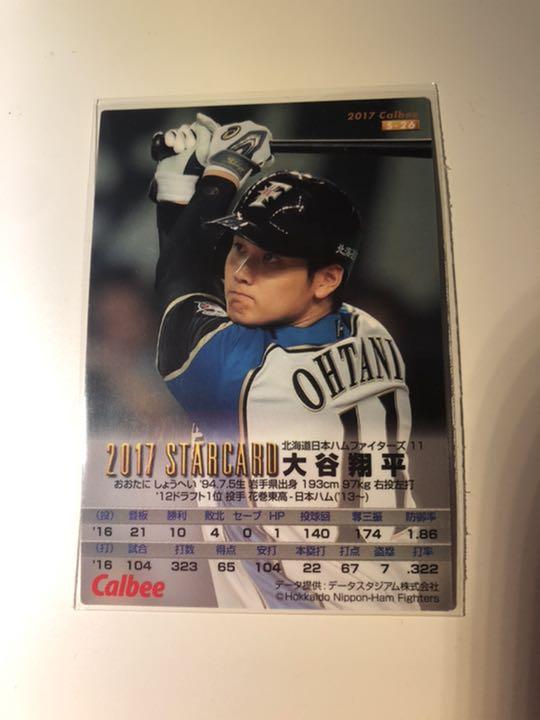 2017 Calbee
S-26
F
北海
OHTANI
11
2017 STARCARD 北海道日本ハムファイターズ 11
大谷翔平
おおたに しょうへい '94.7.5生 岩手県出身 193cm 97kg 右投左打
'12ドラフト1位 投手 花巻東高-日本ハム('13~)
(投) 登板 勝利 敗北 セーブ HP 投球回 奪三振 防御率
'16 21 10 4 0 1 140 174 1.86
(打) 試合 打数 得点 安打 本塁打 打点 盗塁 打率
'16 104 323 65 104 22 67 7 .322
Calbee
データ提供:データスタジアム株式会社
©Hokkaido Nippon-Ham Fighters